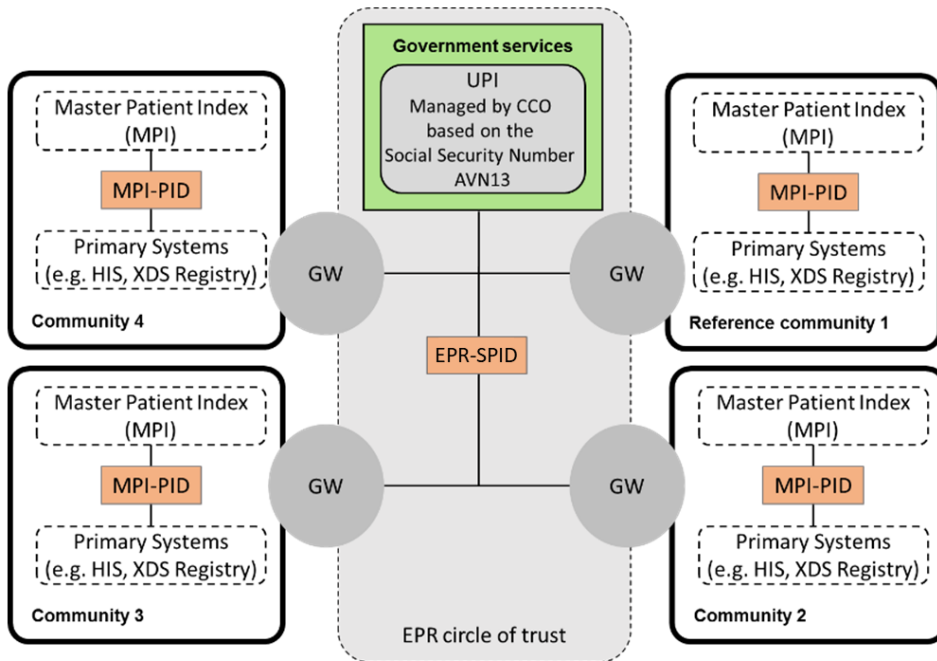 Government services
UPI
Managed by CCO
based on the
Social Security Number
AVN13
Master Patient Index
(MPI)
MPI-PID
Primary Systems
(e.g. HIS, XDS Registry)
Community 4
GW
GW
Master Patient Index
(MPI)
MPI-PID
Primary Systems
(e.g. HIS, XDS Registry)
Reference community 1
EPR-SPID
Master Patient Index
(MPI)
MPI-PID
Primary Systems
(e.g. HIS, XDS Registry)
Community 3
GW
GW
Master Patient Index
(MPI)
MPI-PID
Primary Systems
(e.g. HIS, XDS Registry)
Community 2
EPR circle of trust